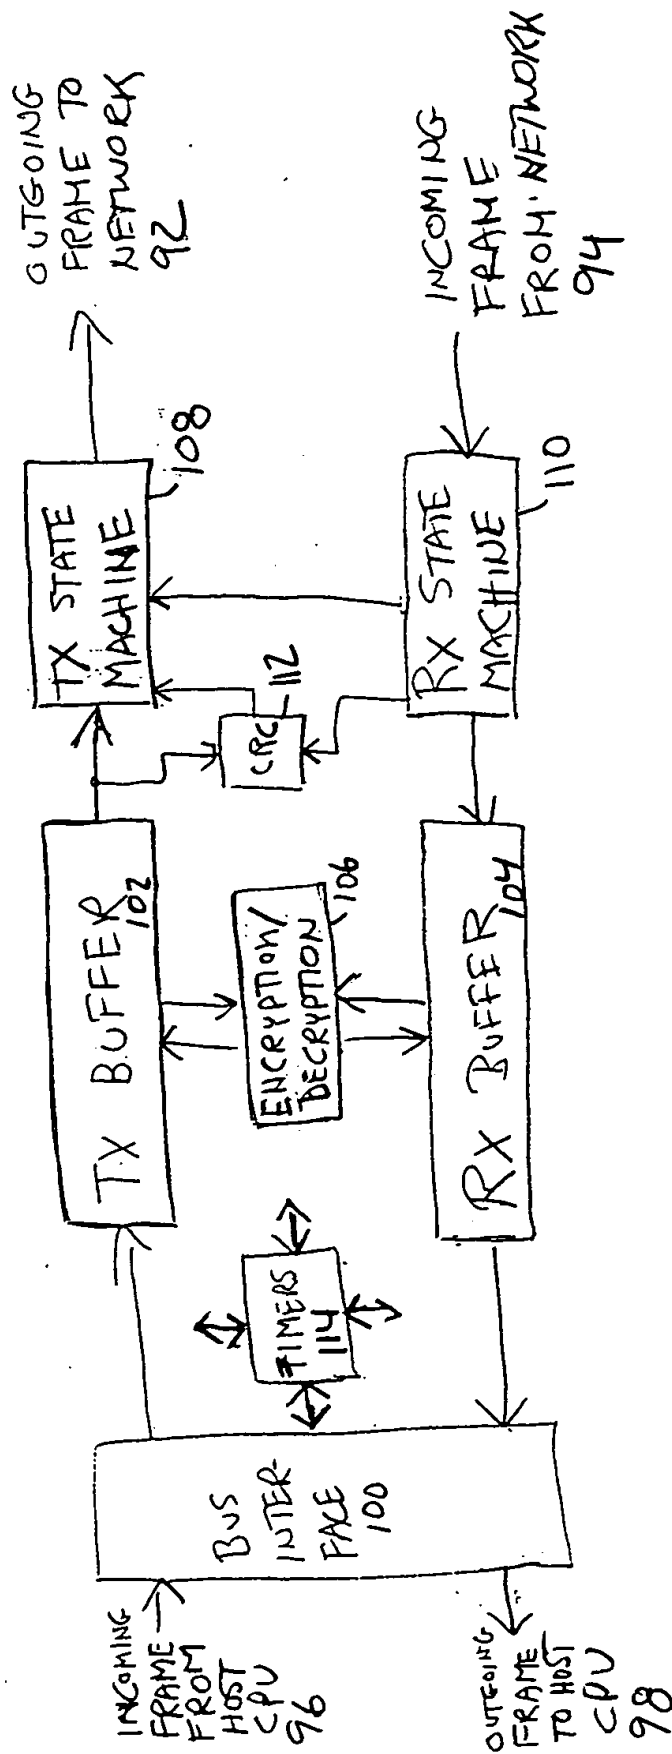 INCOMING
FRAME
FROM
HOST
CPU
96
OUTGOING
FRAME
TO HOST
CPU
98
BUS
INTER-
FACE
100
TIMERS
114
TX BUFFER
102
ENCRYPTION/
DECRYPTION
106
RX BUFFER
104
CRC
112
TX STATE
MACHINE
108
RX STATE
MACHINE
110
OUTGOING
FRAME TO
NETWORK
92
INCOMING
FRAME
FROM NETWORK
94